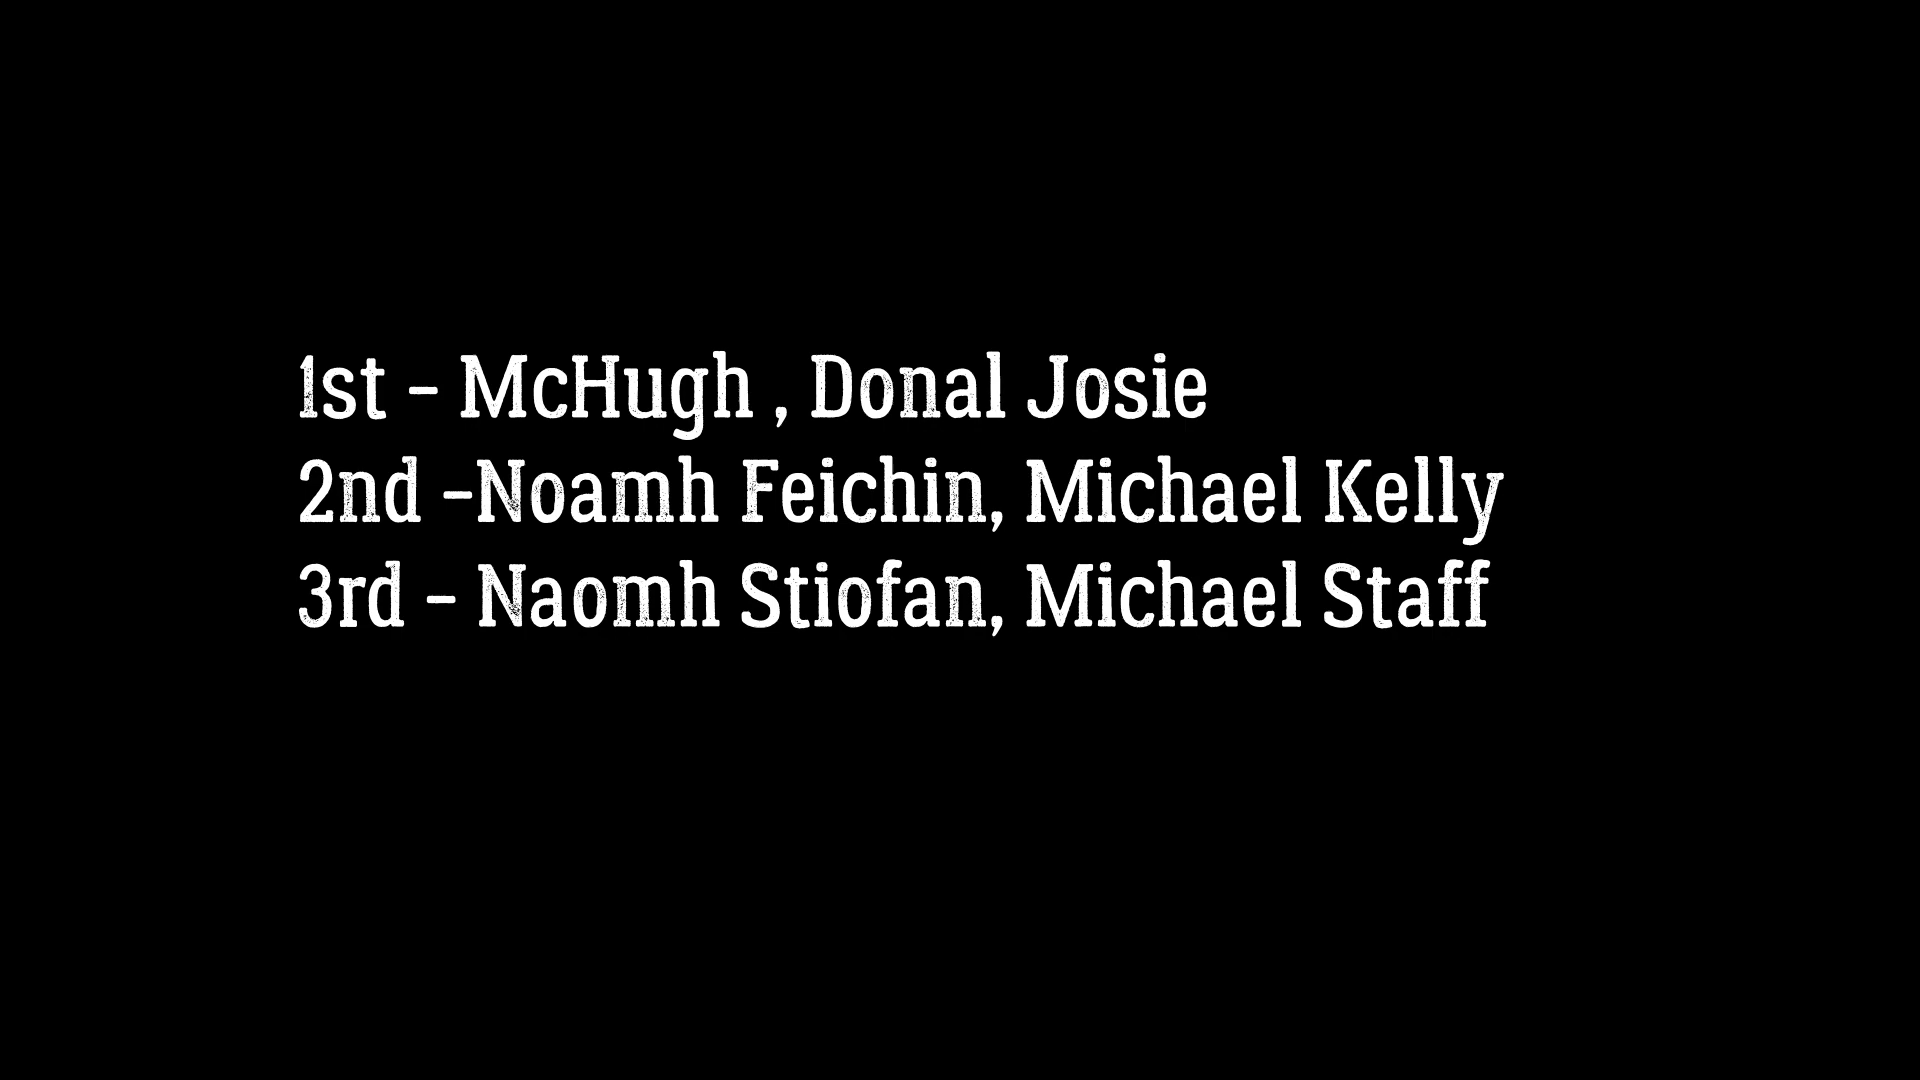 1st - McHugh , Donal Josie
2nd -Noamh Feichin, Michael Kelly
3rd - Naomh Stiofan, Michael Staff